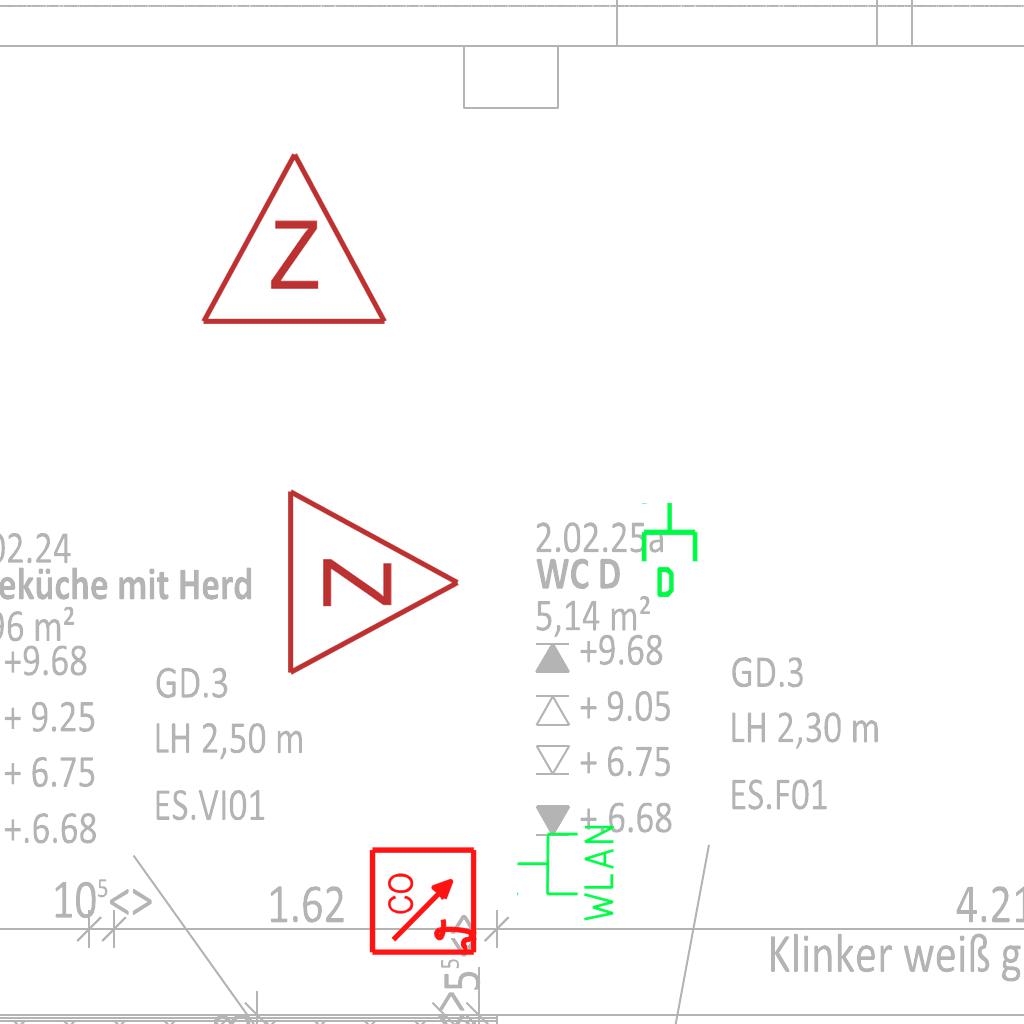 Z
02.24
eküche mit Herd
96 m²
+9.68
+ 9.25
+ 6.75
+.6.68
GD.3
LH 2,50 m
ES.VI01
Z
2.02.25a
WC D
5,14 m²
+9.68
+ 9.05
+ 6.75
+ 6.68
D
GD.3
LH 2,30 m
ES.F01
WLAN
CO
10⁵<>
1.62
>5⁵<>
4.21
Klinker weiß g